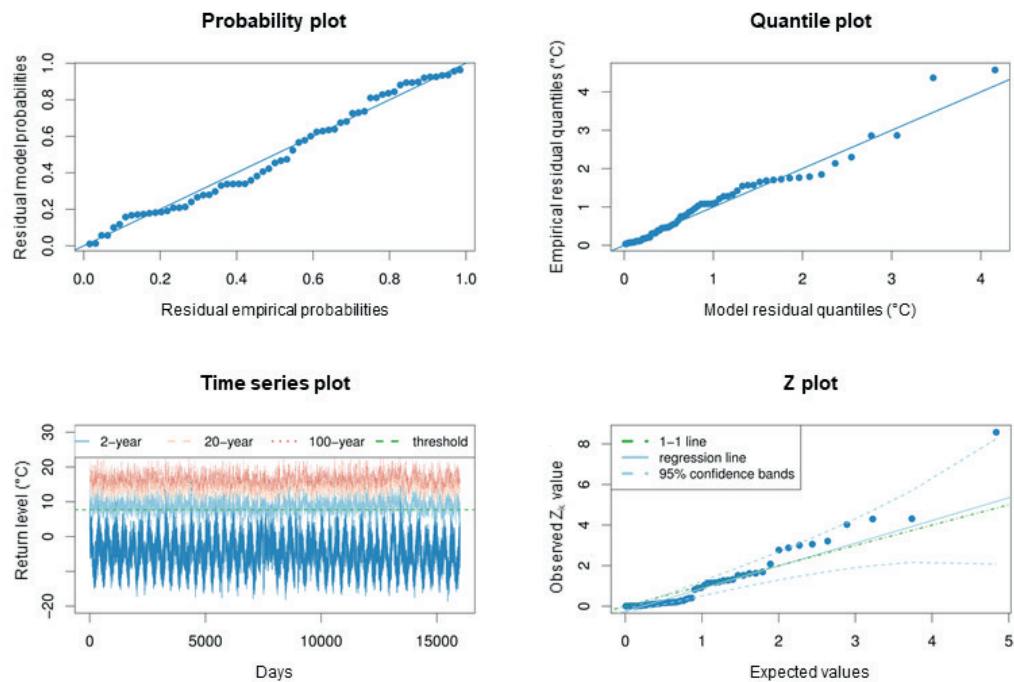 Probability plot
Residual model probabilities
1.0
0.8
0.6
0.4
0.2
0.0
0.0 0.2 0.4 0.6 0.8 1.0
Residual empirical probabilities
Quantile plot
Empirical residual quantiles (°C)
4
3
2
1
0
0 1 2 3 4
Model residual quantiles (°C)
Time series plot
Return level (°C)
30
20
10
0
−20
2−year 20−year 100−year threshold
0 5000 10000 15000
Days
Z plot
Observed Zk value
8
6
4
2
0
1−1 line
regression line
95% confidence bands
0 1 2 3 4 5
Expected values